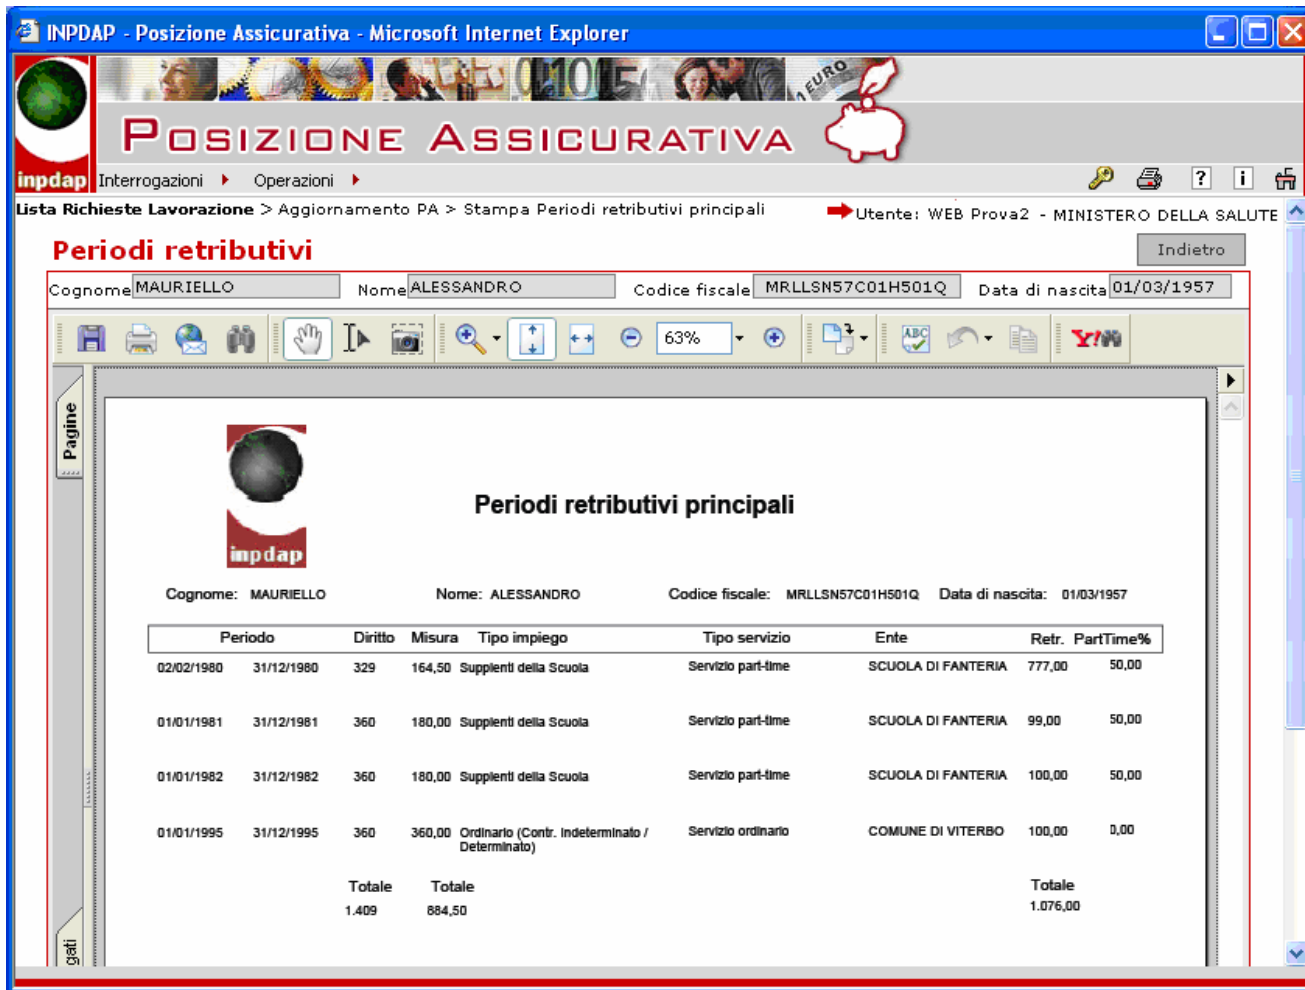 INPDAP - Posizione Assicurativa - Microsoft Internet Explorer
EURO
POSIZIONE ASSICURATIVA
inpdap Interrogazioni Operazioni ? i
Lista Richieste Lavorazione > Aggiornamento PA > Stampa Periodi retributivi principali Utente: WEB Prova2 - MINISTERO DELLA SALUTE
Periodi retributivi Indietro
Cognome MAURIELLO Nome ALESSANDRO Codice fiscale MRLLSN57C01H501Q Data di nascita 01/03/1957
63% ABC Y!
Pagine
inpdap
Periodi retributivi principali
Cognome: MAURIELLO Nome: ALESSANDRO Codice fiscale: MRLLSN57C01H501Q Data di nascita: 01/03/1957
Periodo Diritto Misura Tipo impiego Tipo servizio Ente Retr. PartTime%
02/02/1980 31/12/1980 329 164,50 Supplenti della Scuola Servizio part-time SCUOLA DI FANTERIA 777,00 50,00
01/01/1981 31/12/1981 360 180,00 Supplenti della Scuola Servizio part-time SCUOLA DI FANTERIA 99,00 50,00
01/01/1982 31/12/1982 360 180,00 Supplenti della Scuola Servizio part-time SCUOLA DI FANTERIA 100,00 50,00
01/01/1995 31/12/1995 360 360,00 Ordinario (Contr. Indeterminato / Servizio ordinario COMUNE DI VITERBO 100,00 0,00
Determinato)
Totale Totale Totale
1.409 884,50 1.076,00
gati